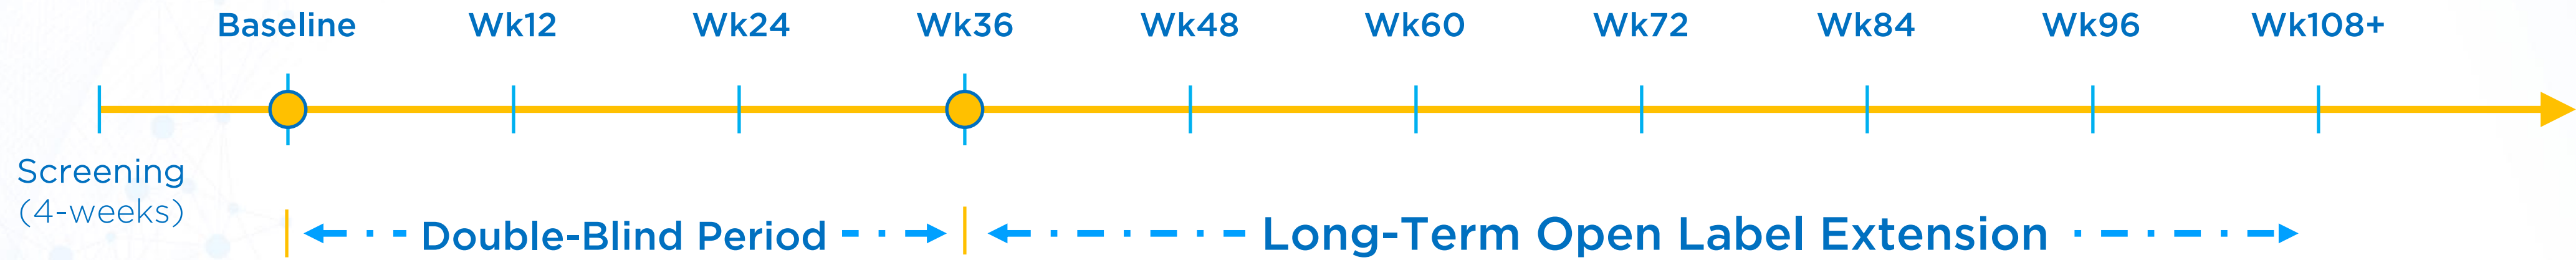 Baseline Wk12 Wk24 Wk36 Wk48 Wk60 Wk72 Wk84 Wk96 Wk108+
Screening
(4-weeks)
Double-Blind Period Long-Term Open Label Extension